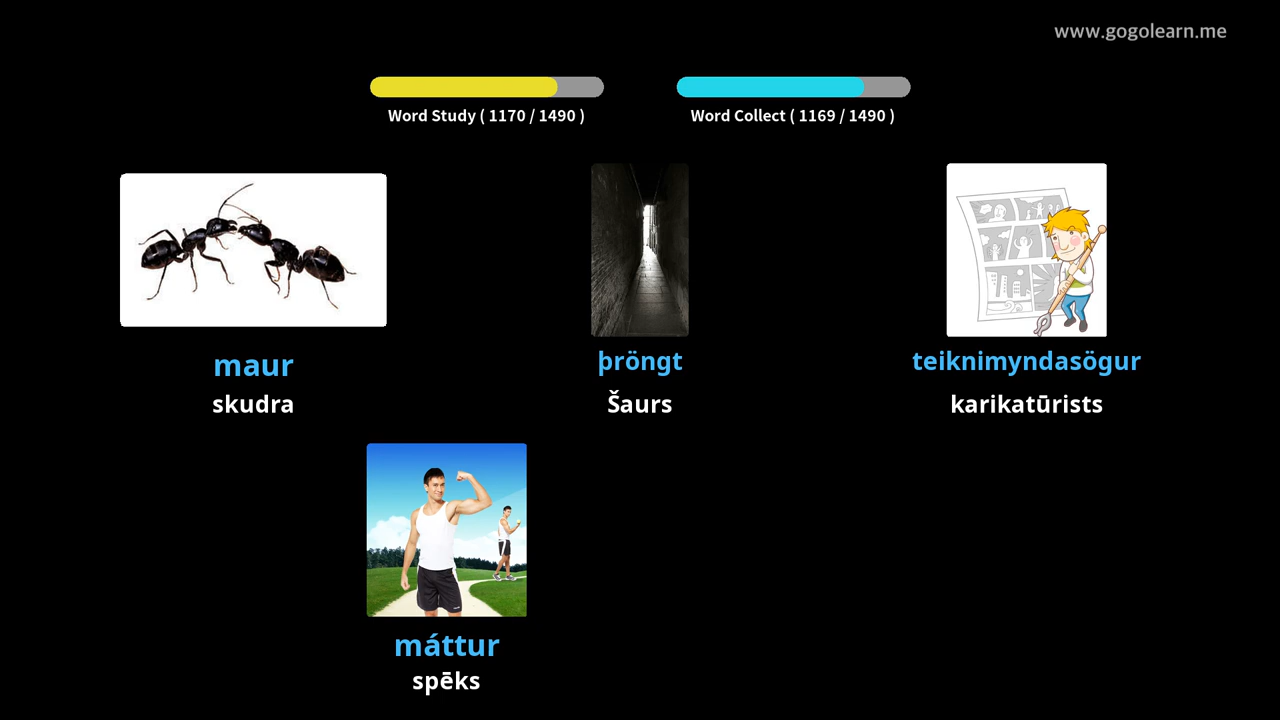 www.gogolearn.me
Word Study ( 1170 / 1490 )
Word Collect ( 1169 / 1490 )
maur
skudra
þröngt
Šaurs
teiknimyndasögur
karikatūrists
máttur
spēks